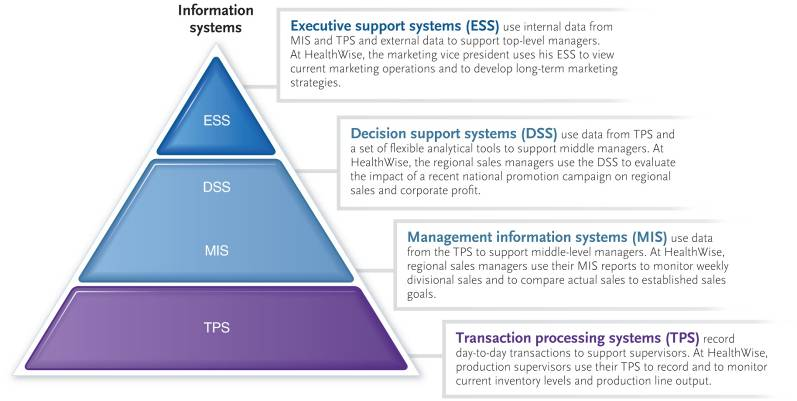 Information
systems
Executive support systems (ESS) use internal data from
MIS and TPS and external data to support top-level managers.
At HealthWise, the marketing vice president uses his ESS to view
current marketing operations and to develop long-term marketing
strategies.
ESS
Decision support systems (DSS) use data from TPS and
a set of flexible analytical tools to support middle managers. At
HealthWise, the regional sales managers use the DSS to evaluate
the impact of a recent national promotion campaign on regional
sales and corporate profit.
DSS
MIS
Management information systems (MIS) use data
from the TPS to support middle-level managers. At HealthWise,
regional sales managers use their MIS reports to monitor weekly
divisional sales and to compare actual sales to established sales
goals.
TPS
Transaction processing systems (TPS) record
day-to-day transactions to support supervisors. At HealthWise,
production supervisors use their TPS to record and to monitor
current inventory levels and production line output.